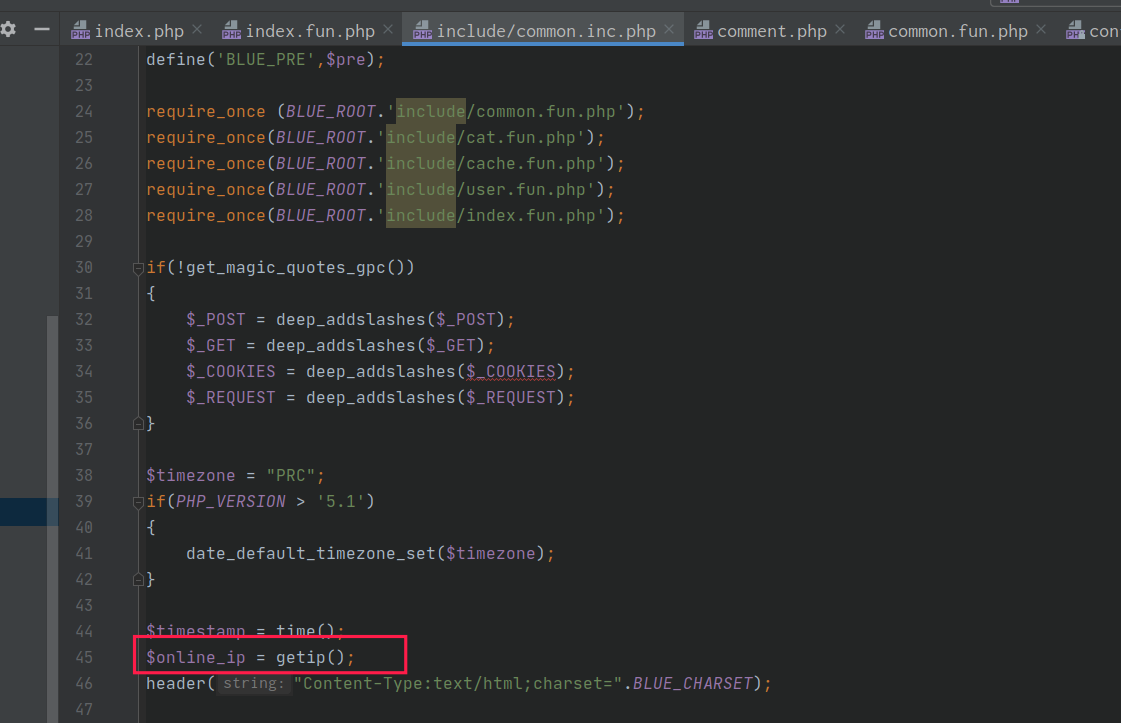 index.php index.fun.php include/common.inc.php comment.php common.fun.php con
22 define('BLUE_PRE',$pre);
23
24 require_once (BLUE_ROOT.'include/common.fun.php');
25 require_once(BLUE_ROOT.'include/cat.fun.php');
26 require_once(BLUE_ROOT.'include/cache.fun.php');
27 require_once(BLUE_ROOT.'include/user.fun.php');
28 require_once(BLUE_ROOT.'include/index.fun.php');
29
30 if(!get_magic_quotes_gpc())
31 {
32 $_POST = deep_addslashes($_POST);
33 $_GET = deep_addslashes($_GET);
34 $_COOKIES = deep_addslashes($_COOKIES);
35 $_REQUEST = deep_addslashes($_REQUEST);
36 }
37
38 $timezone = "PRC";
39 if(PHP_VERSION > '5.1')
40 {
41 date_default_timezone_set($timezone);
42 }
43
44 $timestamp = time();
45 $online_ip = getip();
46 header( string: "Content-Type:text/html;charset=".BLUE_CHARSET);
47